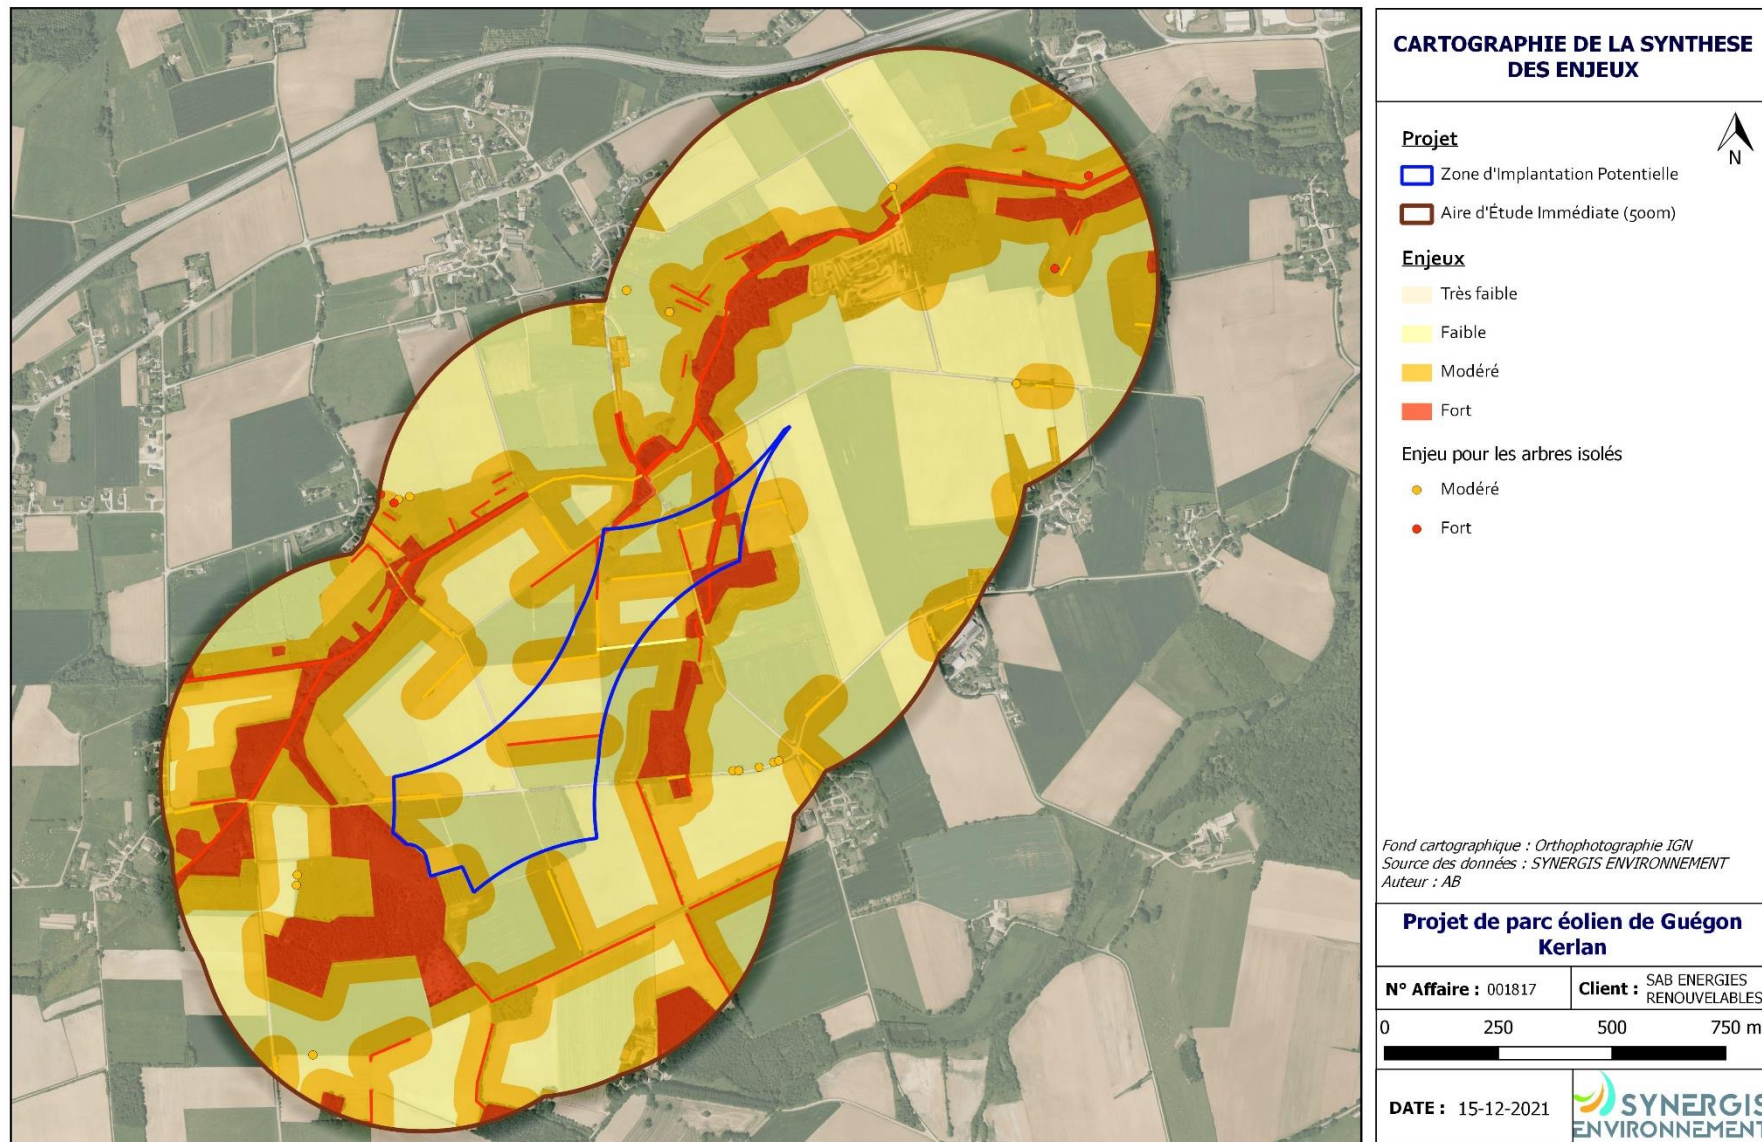 CARTOGRAPHIE DE LA SYNTHESE
DES ENJEUX
Projet
N
Zone d'Implantation Potentielle
Aire d'Étude Immédiate (500m)
Enjeux
Très faible
Faible
Modéré
Fort
Enjeu pour les arbres isolés
Modéré
Fort
Fond cartographique : Orthophotographie IGN
Source des données : SYNERGIS ENVIRONNEMENT
Auteur : AB
Projet de parc éolien de Guégon
Kerlan
N° Affaire : 001817
Client : SAB ENERGIES
RENOUVELABLES
0 250 500 750 m
DATE : 15-12-2021
SYNERGIS
ENVIRONNEMENT